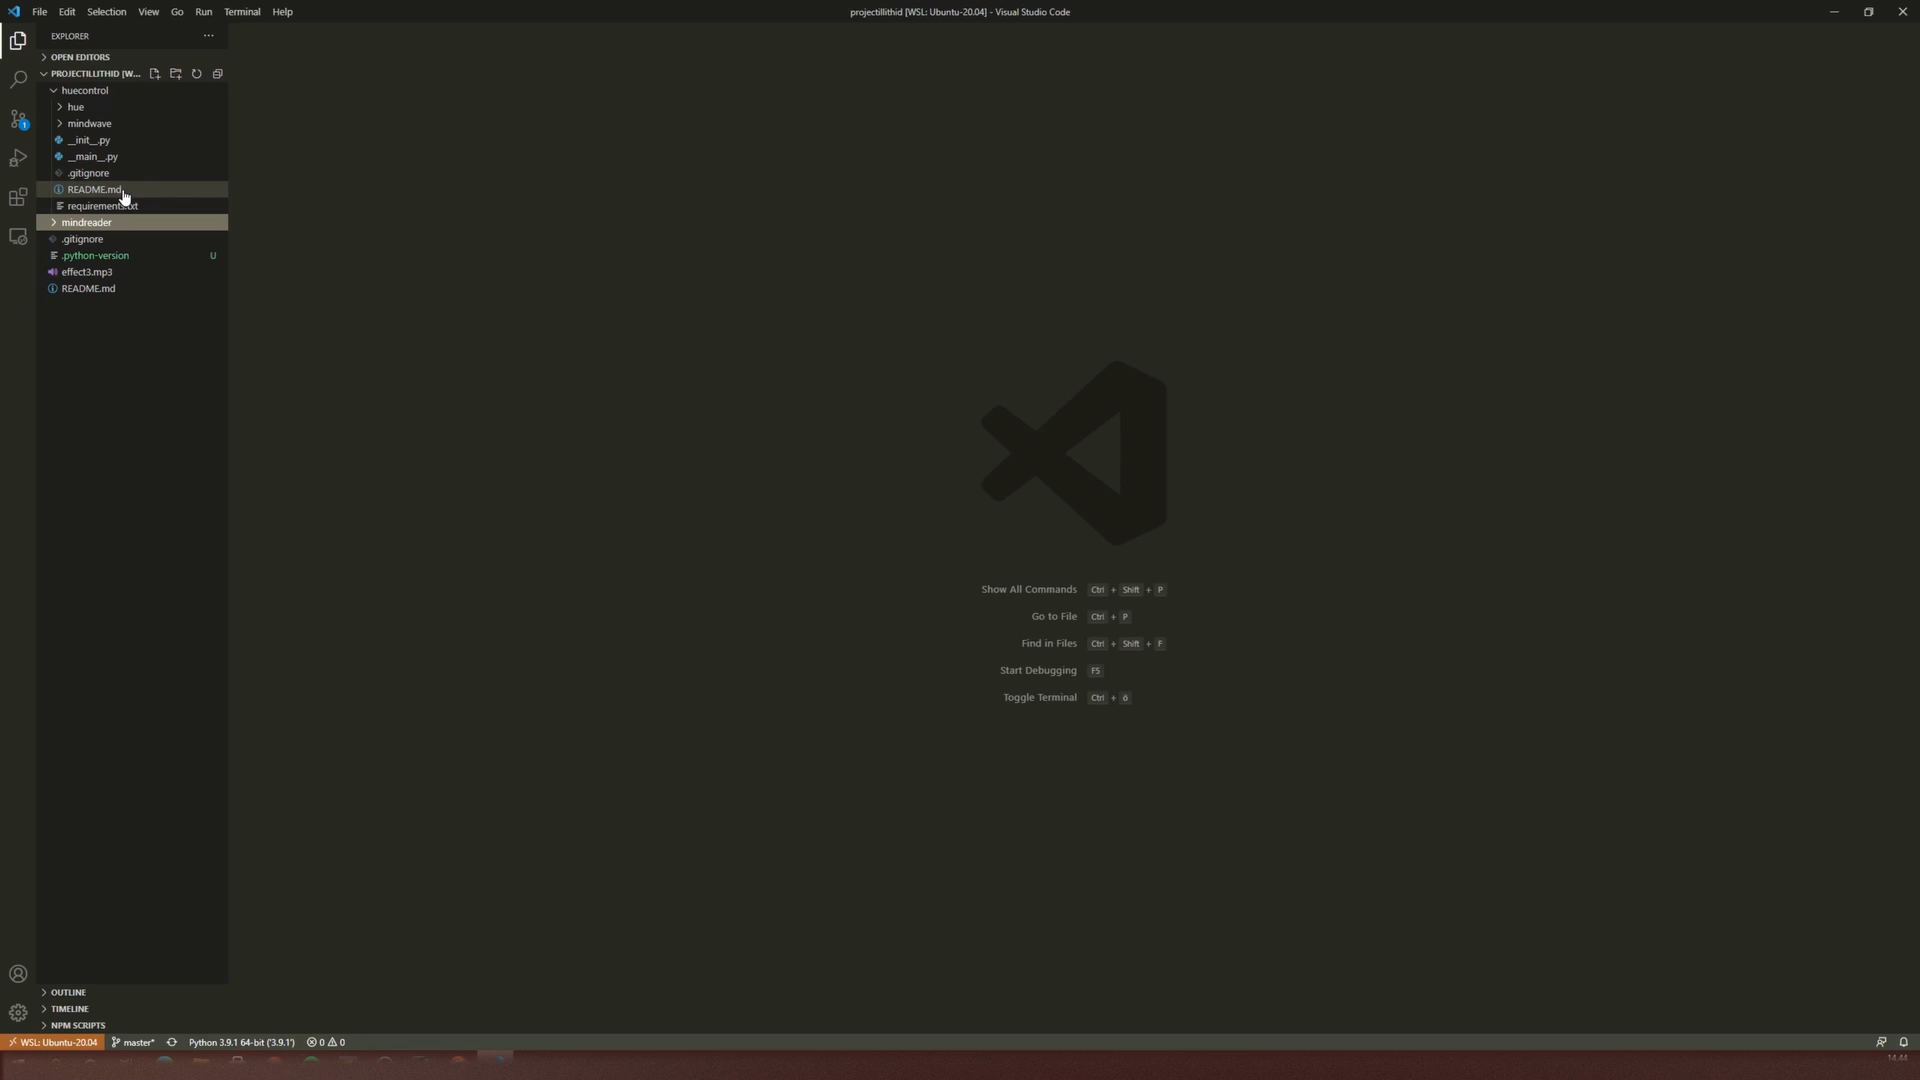 File Edit Selection View Go Run Terminal Help
projectillithid [WSL: Ubuntu-20.04] - Visual Studio Code
EXPLORER
OPEN EDITORS
PROJECTILLITHID [W...
huecontrol
hue
mindwave
__init__.py
__main__.py
.gitignore
README.md
requirements.txt
mindreader
.gitignore
.python-version U
effect3.mp3
README.md
1
Show All Commands Ctrl + Shift + P
Go to File Ctrl + P
Find in Files Ctrl + Shift + F
Start Debugging F5
Toggle Terminal Ctrl + ö
OUTLINE
TIMELINE
NPM SCRIPTS
WSL: Ubuntu-20.04 master* Python 3.9.1 64-bit ('3.9.1') 0 0
14.44